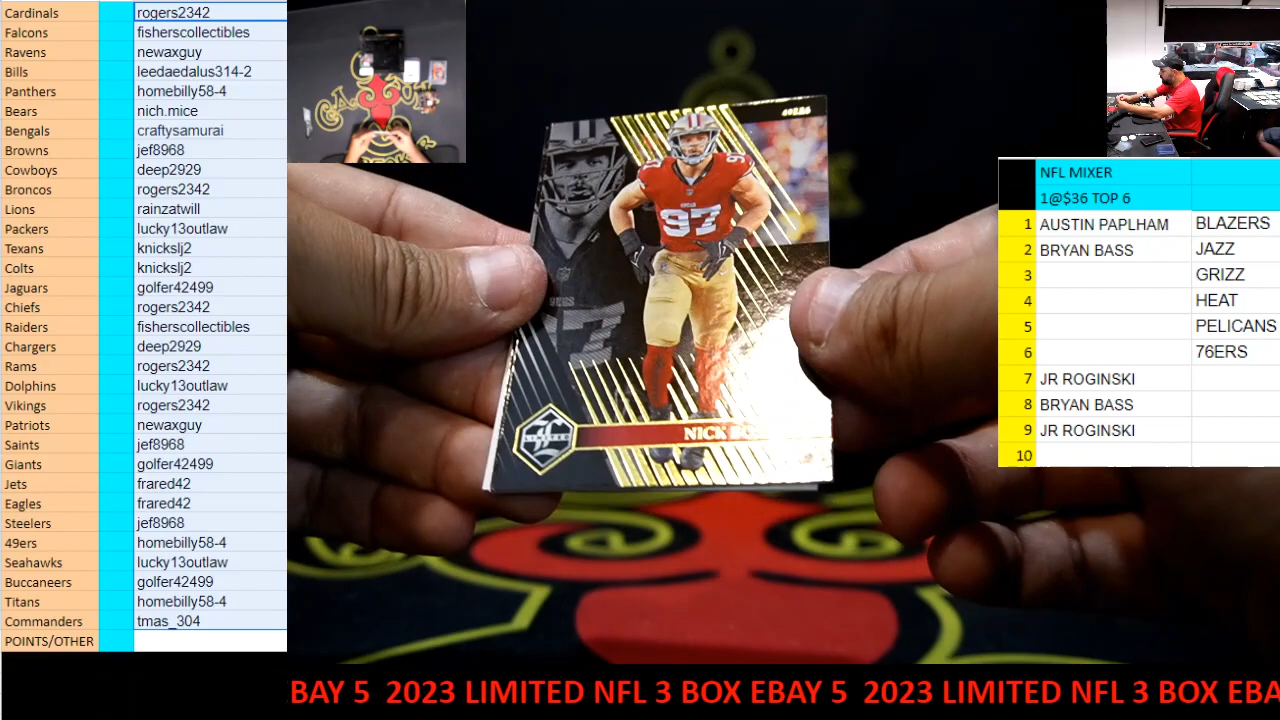 Cardinals rogers2342
Falcons fisherscollectibles
Ravens newaxguy
Bills leedaedalus314-2
Panthers homebilly58-4
Bears nich.mice
Bengals craftysamurai
Browns jef8968
Cowboys deep2929
Broncos rogers2342
Lions rainzatwill
Packers lucky13outlaw
Texans knickslj2
Colts knickslj2
Jaguars golfer42499
Chiefs rogers2342
Raiders fisherscollectibles
Chargers deep2929
Rams rogers2342
Dolphins lucky13outlaw
Vikings rogers2342
Patriots newaxguy
Saints jef8968
Giants golfer42499
Jets frared42
Eagles frared42
Steelers jef8968
49ers homebilly58-4
Seahawks lucky13outlaw
Buccaneers golfer42499
Titans homebilly58-4
Commanders tmas_304
POINTS/OTHER
49ERS
97
LIMITED
NICK
NFL MIXER
1@$36 TOP 6
1 AUSTIN PAPLHAM BLAZERS
2 BRYAN BASS JAZZ
3 GRIZZ
4 HEAT
5 PELICANS
6 76ERS
7 JR ROGINSKI
8 BRYAN BASS
9 JR ROGINSKI
10
BAY 5 2023 LIMITED NFL 3 BOX EBAY 5 2023 LIMITED NFL 3 BOX EBA